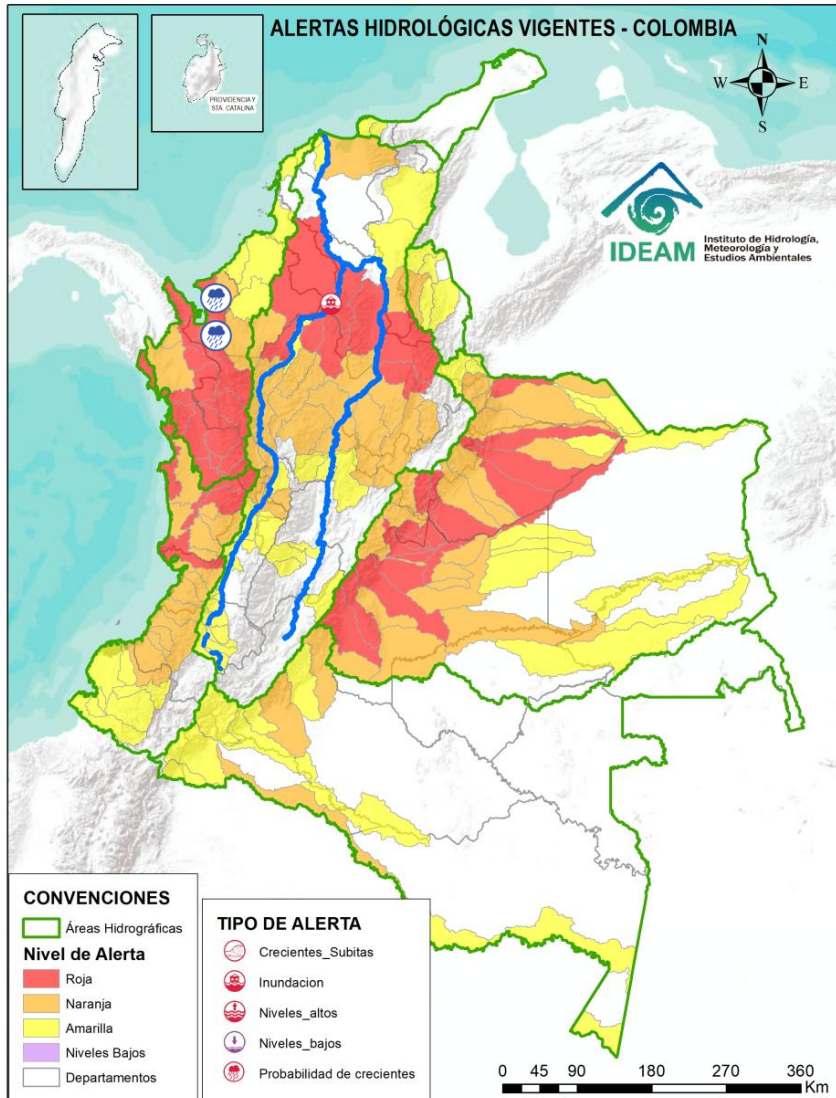 ALERTAS HIDROLÓGICAS VIGENTES - COLOMBIA
PROVIDENCIA Y
STA. CATALINA
N
W
E
S
IDEAM
Instituto de Hidrología,
Meteorología y
Estudios Ambientales
CONVENCIONES
Áreas Hidrográficas
Nivel de Alerta
Roja
Naranja
Amarilla
Niveles Bajos
Departamentos
TIPO DE ALERTA
Crecientes_Subitas
Inundacion
Niveles_altos
Niveles_bajos
Probabilidad de crecientes
0 45 90 180 270 360
Km